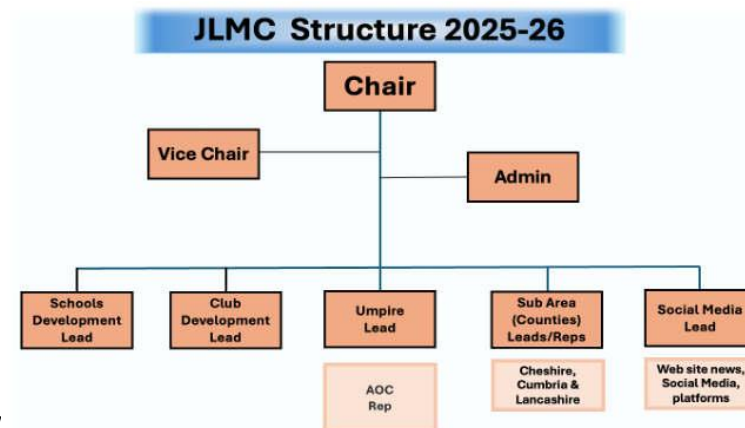 JLMC Structure 2025-26
Chair
Vice Chair
Admin
Schools
Development
Lead
Club
Development
Lead
Umpire
Lead
Sub Area
(Counties)
Leads/Reps
Social Media
Lead
AOC
Rep
Cheshire,
Cumbria &
Lancashire
Web site news,
Social Media,
platforms